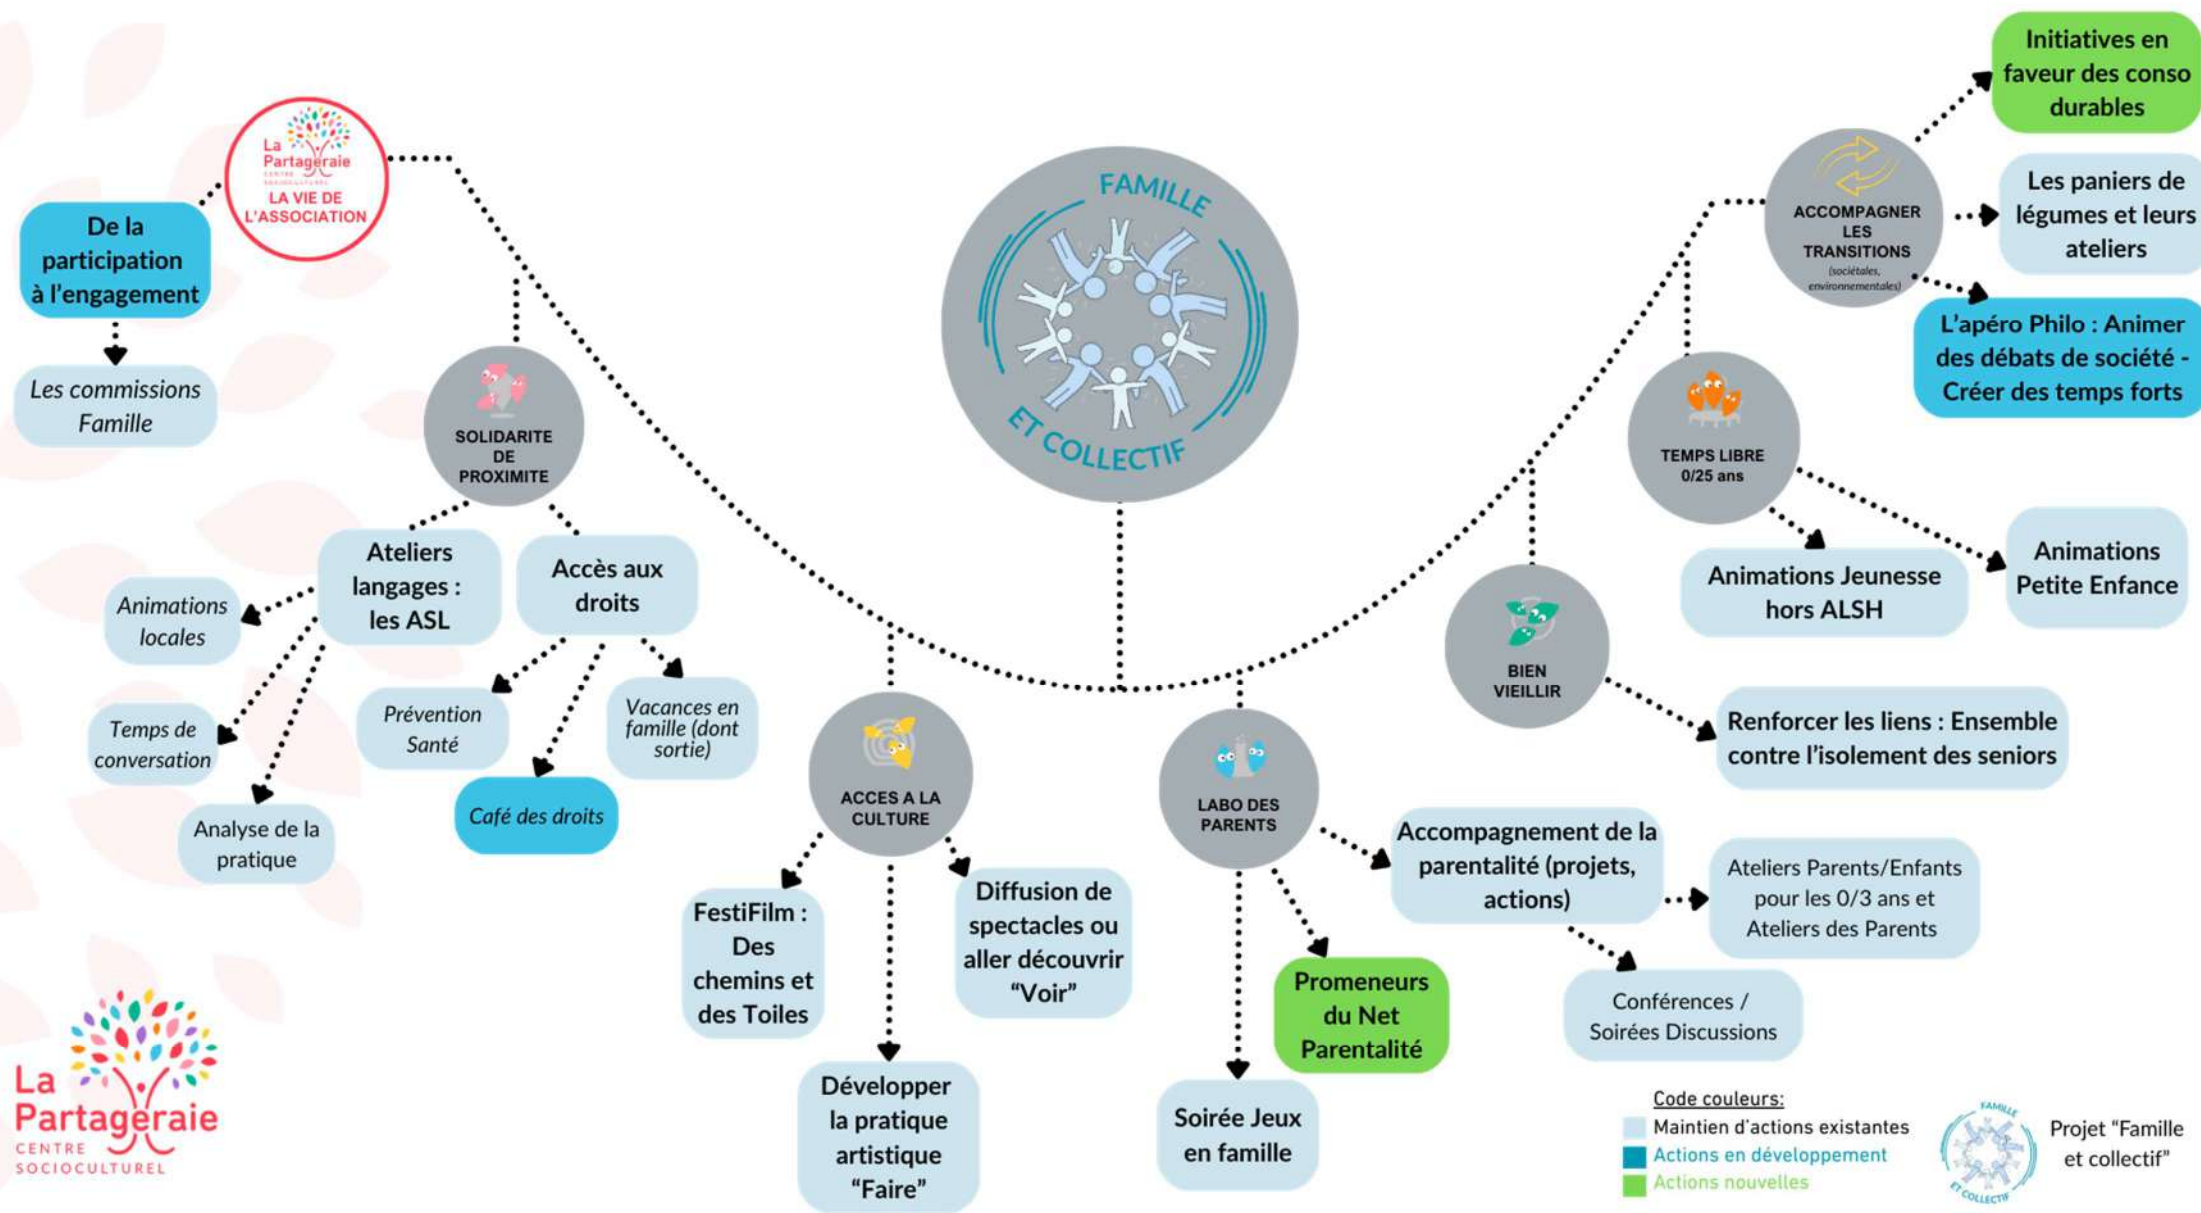 La
Partageraie
CENTRE
SOCIOCULTUREL
LA VIE DE
L'ASSOCIATION
De la
participation
à l'engagement
Les commissions
Famille
SOLIDARITE
DE
PROXIMITE
Ateliers
langages :
les ASL
Animations
locales
Temps de
conversation
Analyse de la
pratique
Accès aux
droits
Prévention
Santé
Café des droits
Vacances en
famille (dont
sortie)
FAMILLE
ET COLLECTIF
ACCES A LA
CULTURE
FestiFilm :
Des
chemins et
des Toiles
Développer
la pratique
artistique
“Faire”
Diffusion de
spectacles ou
aller découvrir
“Voir”
LABO DES
PARENTS
Soirée Jeux
en famille
Promeneurs
du Net
Parentalité
Accompagnement de la
parentalité (projets,
actions)
Ateliers Parents/Enfants
pour les 0/3 ans et
Ateliers des Parents
Conférences /
Soirées Discussions
BIEN
VIEILLIR
Renforcer les liens : Ensemble
contre l'isolement des seniors
TEMPS LIBRE
0/25 ans
Animations Jeunesse
hors ALSH
Animations
Petite Enfance
ACCOMPAGNER
LES
TRANSITIONS
(sociétales,
environnementales)
Initiatives en
faveur des conso
durables
Les paniers de
légumes et leurs
ateliers
L'apéro Philo : Animer
des débats de société -
Créer des temps forts
La
Partageraie
CENTRE
SOCIOCULTUREL
Code couleurs:
Maintien d'actions existantes
Actions en développement
Actions nouvelles
FAMILLE
ET COLLECTIF
Projet “Famille
et collectif”